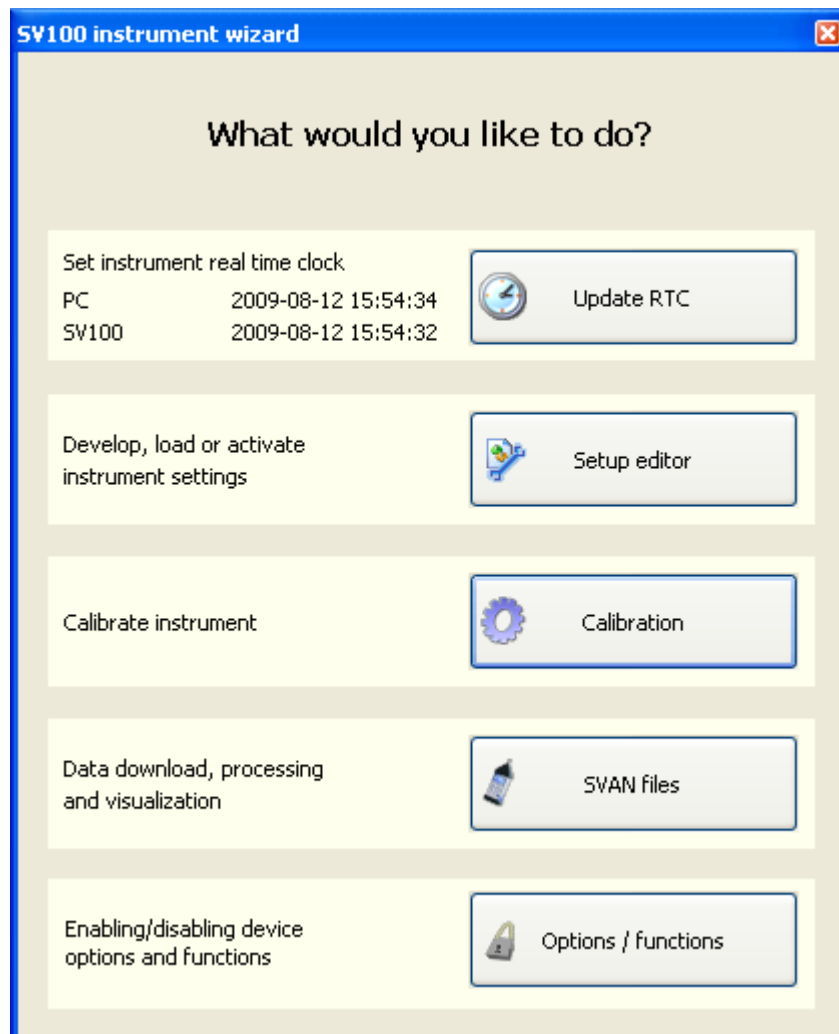 SV100 instrument wizard
What would you like to do?
Set instrument real time clock
PC 2009-08-12 15:54:34
SV100 2009-08-12 15:54:32
Update RTC
Develop, load or activate
instrument settings
Setup editor
Calibrate instrument
Calibration
Data download, processing
and visualization
SVAN files
Enabling/disabling device
options and functions
Options / functions